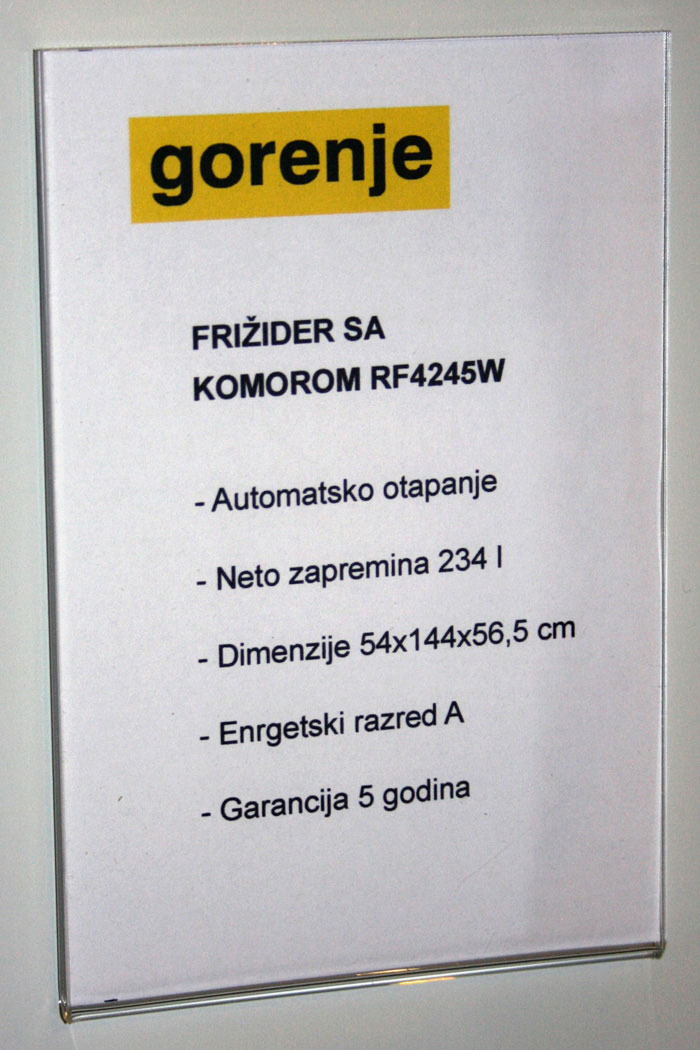 gorenje
FRIŽIDER SA
KOMOROM RF4245W
- Automatsko otapanje
- Neto zapremina 234 l
- Dimenzije 54x144x56,5 cm
- Enrgetski razred A
- Garancija 5 godina